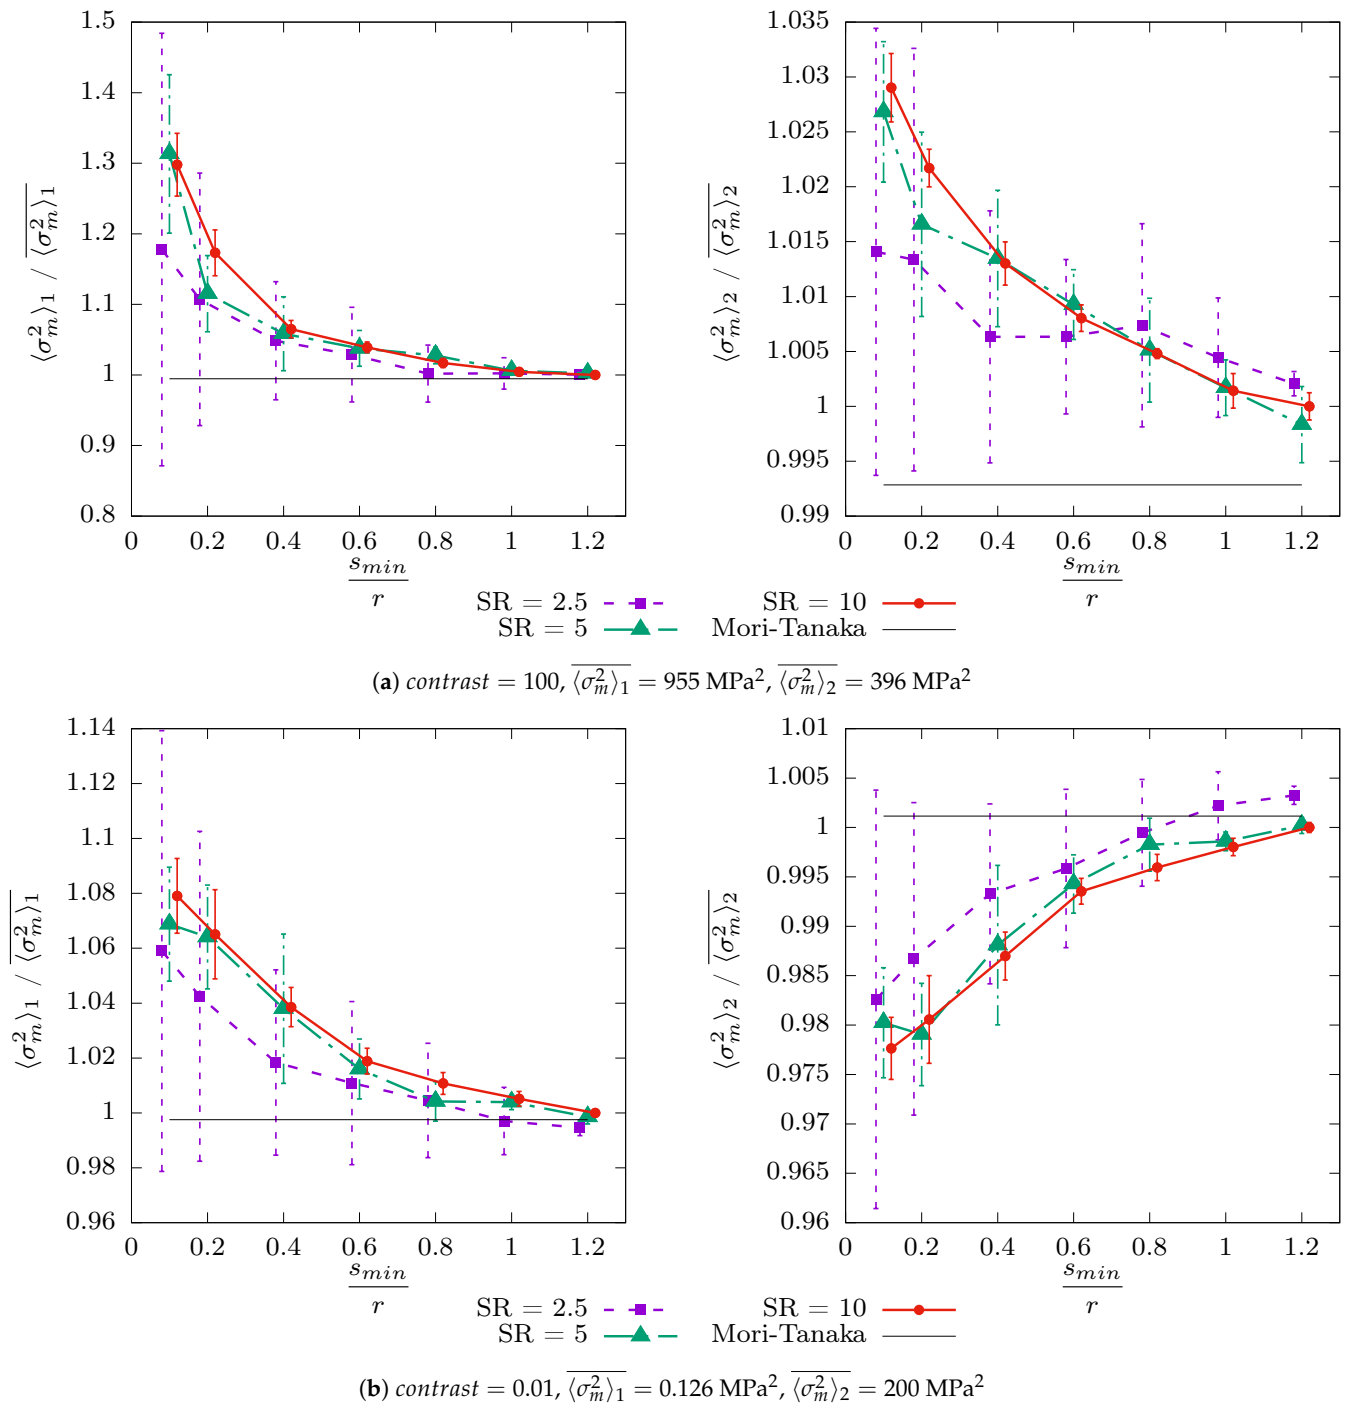 1.5
1.4
1.3
1.2
1.1
1
0.9
0.8
⟨σ²ₘ⟩₁ / \overline{⟨σ²ₘ⟩₁}
0 0.2 0.4 0.6 0.8 1 1.2
s_min
r
1.035
1.03
1.025
1.02
1.015
1.01
1.005
1
0.995
0.99
⟨σ²ₘ⟩₂ / \overline{⟨σ²ₘ⟩₂}
0 0.2 0.4 0.6 0.8 1 1.2
s_min
r
SR = 2.5 SR = 10
SR = 5 Mori-Tanaka
(a) contrast = 100, \overline{⟨σ²ₘ⟩₁} = 955 MPa², \overline{⟨σ²ₘ⟩₂} = 396 MPa²
1.14
1.12
1.1
1.08
1.06
1.04
1.02
1
0.98
0.96
⟨σ²ₘ⟩₁ / \overline{⟨σ²ₘ⟩₁}
0 0.2 0.4 0.6 0.8 1 1.2
s_min
r
1.01
1.005
1
0.995
0.99
0.985
0.98
0.975
0.97
0.965
0.96
⟨σ²ₘ⟩₂ / \overline{⟨σ²ₘ⟩₂}
0 0.2 0.4 0.6 0.8 1 1.2
s_min
r
SR = 2.5 SR = 10
SR = 5 Mori-Tanaka
(b) contrast = 0.01, \overline{⟨σ²ₘ⟩₁} = 0.126 MPa², \overline{⟨σ²ₘ⟩₂} = 200 MPa²